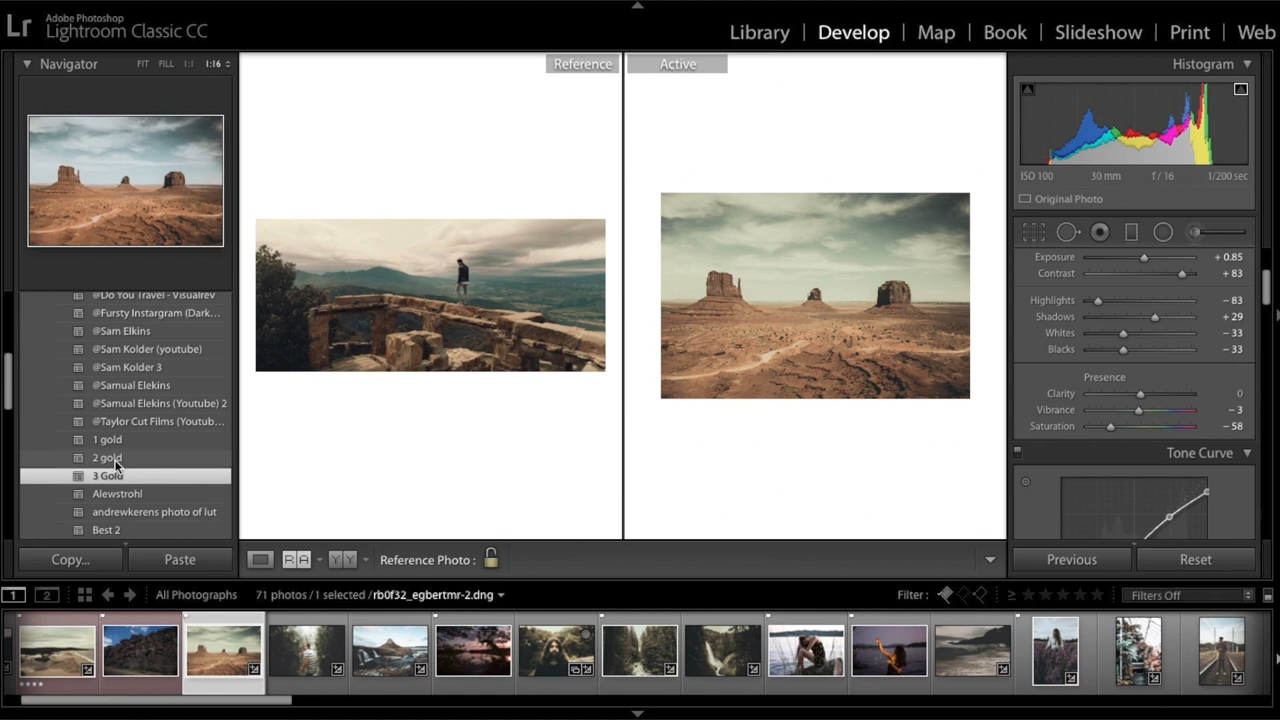 Lr
Adobe Photoshop
Lightroom Classic CC
Library | Develop | Map | Book | Slideshow | Print | Web
Navigator FIT FILL 1:1 1:16
Reference
Active
Histogram
ISO 100 30 mm f / 16 1/200 sec
Original Photo
Exposure + 0.85
Contrast + 83
Highlights – 83
Shadows + 29
Whites – 33
Blacks – 33
Presence
Clarity 0
Vibrance – 3
Saturation – 58
Tone Curve
@Do You Travel - Visualrev
@Fursty Instargram (Dark...
@Sam Elkins
@Sam Kolder (youtube)
@Sam Kolder 3
@Samual Elekins
@Samual Elekins (Youtube) 2
@Taylor Cut Films (Youtub...
1 gold
2 gold
3 Gold
Alewstrohl
andrewkerens photo of lut
Best 2
Copy... Paste
R A Y Y Reference Photo :
Previous Reset
1 2 All Photographs 71 photos / 1 selected / rb0f32_egbertmr-2.dng
Filter : ≥ ★★★★★ Filters Off
★★★★